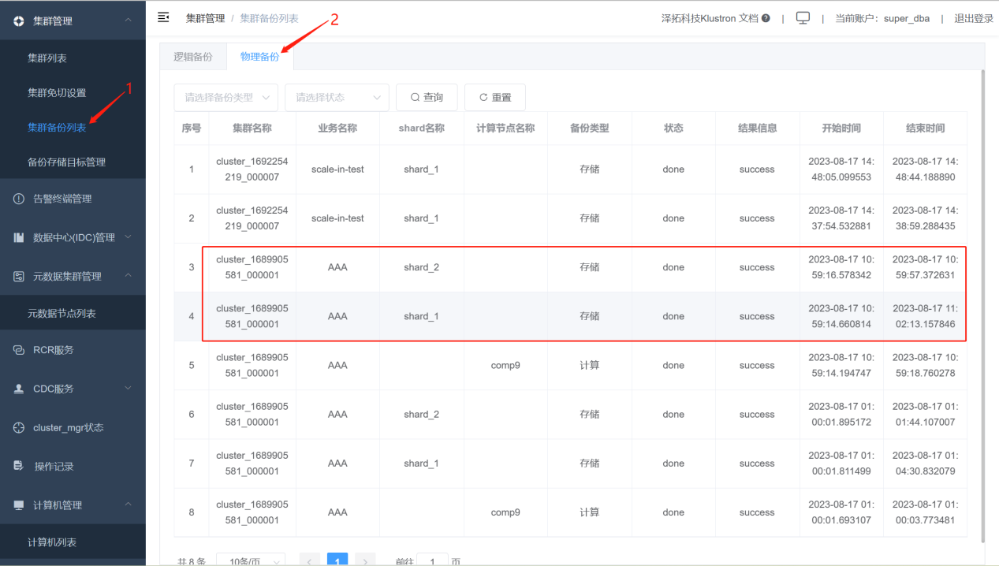 集群管理
集群列表
集群免切设置
集群备份列表
备份存储目标管理
告警终端管理
数据中心(IDC)管理
元数据集群管理
元数据节点列表
RCR服务
CDC服务
cluster_mgr状态
操作记录
计算机管理
计算机列表
1
集群管理 / 集群备份列表
2
泽拓科技Klustron 文档 ? | | 当前账户：super_dba | 退出登录
逻辑备份 物理备份
请选择备份类型 请选择状态 查询 重置
序号 集群名称 业务名称 shard名称 计算节点名称 备份类型 状态 结果信息 开始时间 结束时间
cluster_1692254 2023-08-17 14: 2023-08-17 14:
1 scale-in-test shard_1 存储 done success
219_000007 48:05.099553 48:44.188890
cluster_1692254 2023-08-17 14: 2023-08-17 14:
2 scale-in-test shard_1 存储 done success
219_000007 37:54.532881 38:59.288435
cluster_1689905 2023-08-17 10: 2023-08-17 10:
3 AAA shard_2 存储 done success
581_000001 59:16.578342 59:57.372631
cluster_1689905 2023-08-17 10: 2023-08-17 11:
4 AAA shard_1 存储 done success
581_000001 59:14.660814 02:13.157846
cluster_1689905 2023-08-17 10: 2023-08-17 10:
5 AAA comp9 计算 done success
581_000001 59:14.194747 59:18.760278
cluster_1689905 2023-08-17 01: 2023-08-17 01:
6 AAA shard_2 存储 done success
581_000001 00:01.895172 01:44.107007
cluster_1689905 2023-08-17 01: 2023-08-17 01:
7 AAA shard_1 存储 done success
581_000001 00:01.811499 04:30.832079
cluster_1689905 2023-08-17 01: 2023-08-17 01:
8 AAA comp9 计算 done success
581_000001 00:01.693107 00:03.773481
共 8 条 10条/页 1 前往 1 页